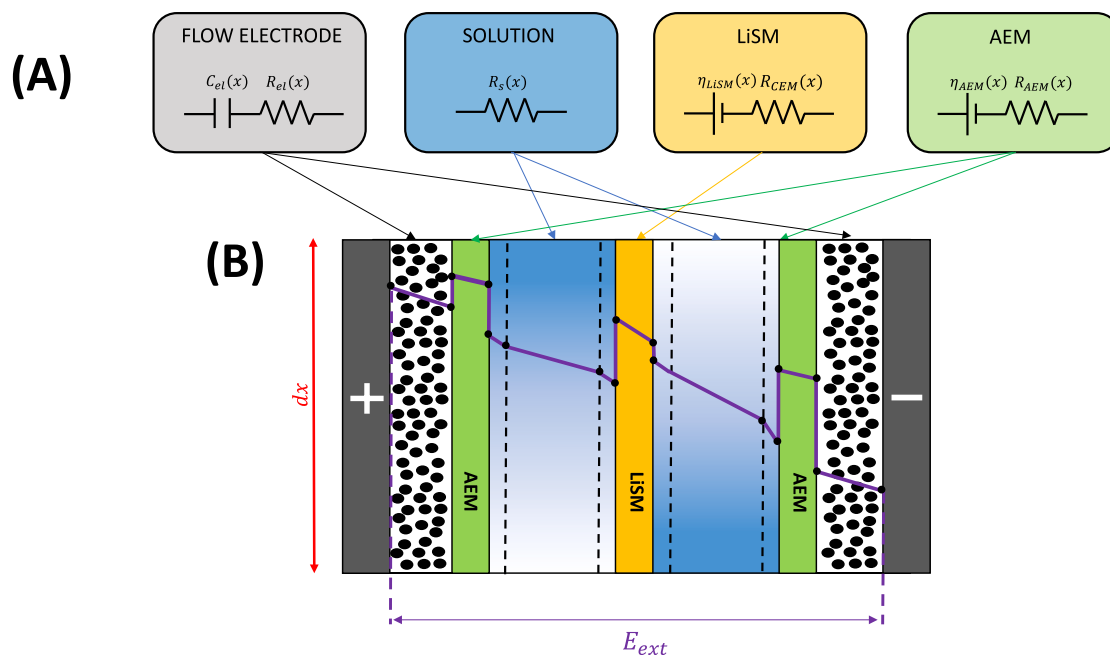 (A)
FLOW ELECTRODE
C_el(x) R_el(x)
SOLUTION
R_s(x)
LiSM
η_LiSM(x) R_CEM(x)
AEM
η_AEM(x) R_AEM(x)
(B)
dx
+
AEM
LiSM
AEM
−
E_ext